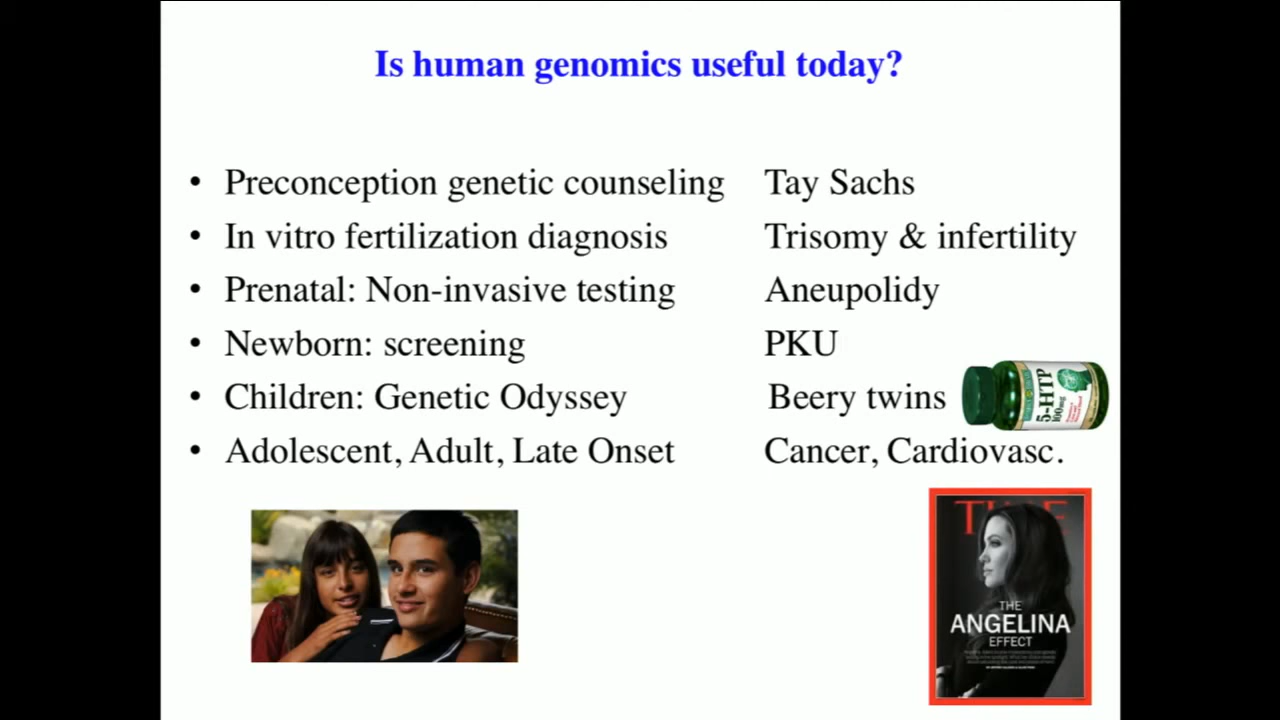 Is human genomics useful today?
• Preconception genetic counseling Tay Sachs
• In vitro fertilization diagnosis Trisomy & infertility
• Prenatal: Non-invasive testing Aneupolidy
• Newborn: screening PKU
• Children: Genetic Odyssey Beery twins
• Adolescent, Adult, Late Onset Cancer, Cardiovasc.
5-HTP
100mg
TIME
THE
ANGELINA
EFFECT